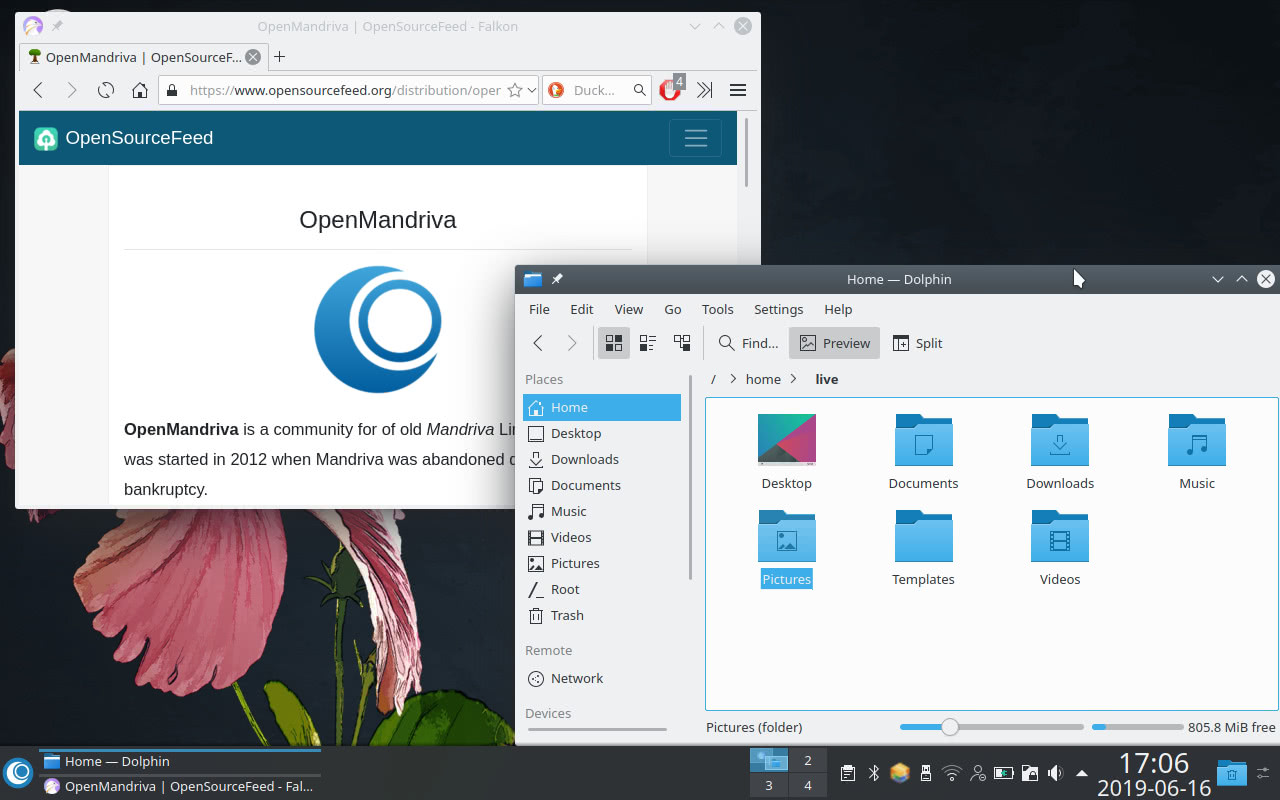 OpenMandriva | OpenSourceFeed - Falkon
OpenMandriva | OpenSourceF...
https://www.opensourcefeed.org/distribution/oper
Duck...
4
OpenSourceFeed
OpenMandriva
OpenMandriva is a community for of old Mandriva
was started in 2012 when Mandriva was abandoned
bankruptcy.
Home — Dolphin
File Edit View Go Tools Settings Help
Find... Preview Split
Places
/ home live
Home
Desktop
Downloads
Documents
Music
Videos
Pictures
Root
Trash
Remote
Network
Devices
Desktop Documents Downloads Music
Pictures Templates Videos
Pictures (folder)
805.8 MiB free
Home — Dolphin
OpenMandriva | OpenSourceFeed - Fal...
2
3 4
17:06
2019-06-16